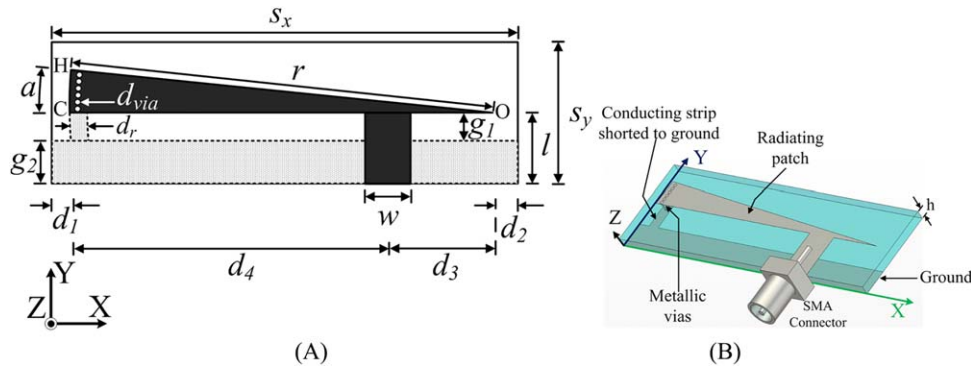 s_x
H
r
a
d_via
C
O
s_y
d_r
g_1
l
g_2
w
d_1
d_2
d_4
d_3
Y
Z
X
(A)
Conducting strip
shorted to ground
Radiating
patch
Y
Z
h
Metallic
vias
SMA
Connector
Ground
X
(B)